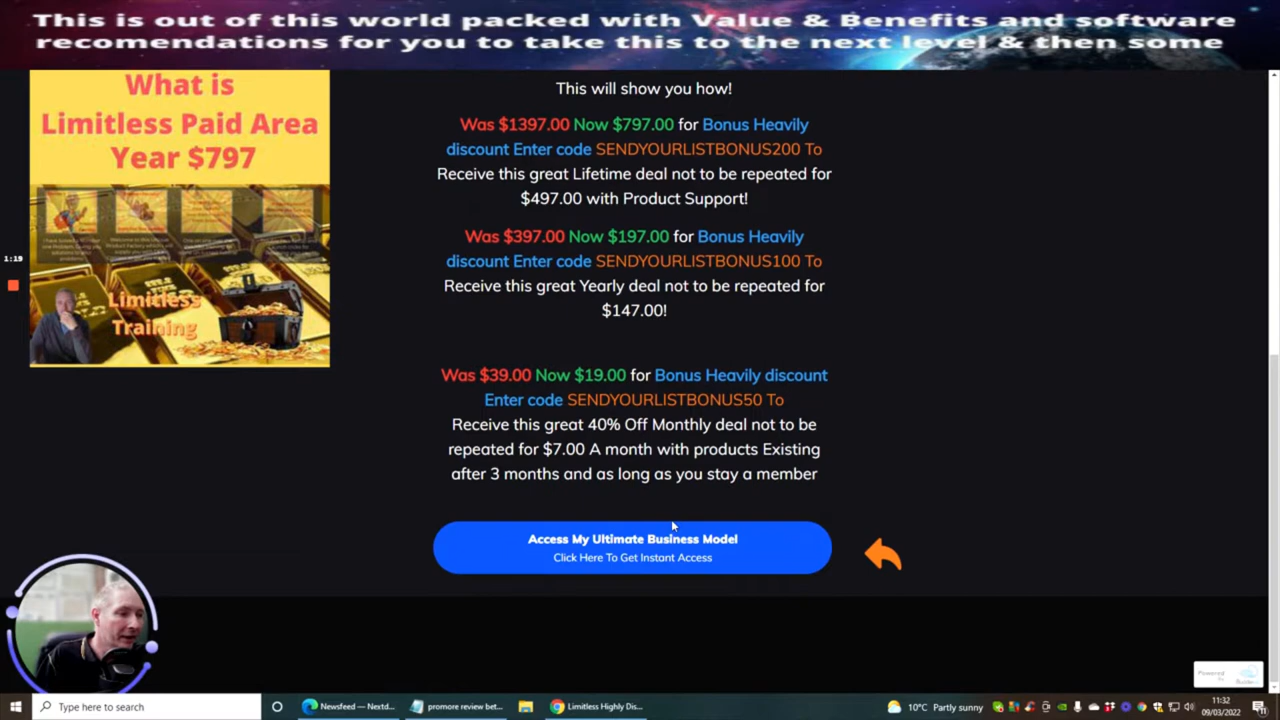 This is out of this world packed with Value & Benefits and software
recomendations for you to take this to the next level & then some
What is
Limitless Paid Area
Year $797
Limitless
Training
1:19
This will show you how!
Was $1397.00 Now $797.00 for Bonus Heavily
discount Enter code SENDYOURLISTBONUS200 To
Receive this great Lifetime deal not to be repeated for
$497.00 with Product Support!
Was $397.00 Now $197.00 for Bonus Heavily
discount Enter code SENDYOURLISTBONUS100 To
Receive this great Yearly deal not to be repeated for
$147.00!
Was $39.00 Now $19.00 for Bonus Heavily discount
Enter code SENDYOURLISTBONUS50 To
Receive this great 40% Off Monthly deal not to be
repeated for $7.00 A month with products Existing
after 3 months and as long as you stay a member
Access My Ultimate Business Model
Click Here To Get Instant Access
Powered
By
Type here to search
Newsfeed — Nextd...
promore review bet...
Limitless Highly Dis...
10°C Partly sunny
11:32
09/03/2022